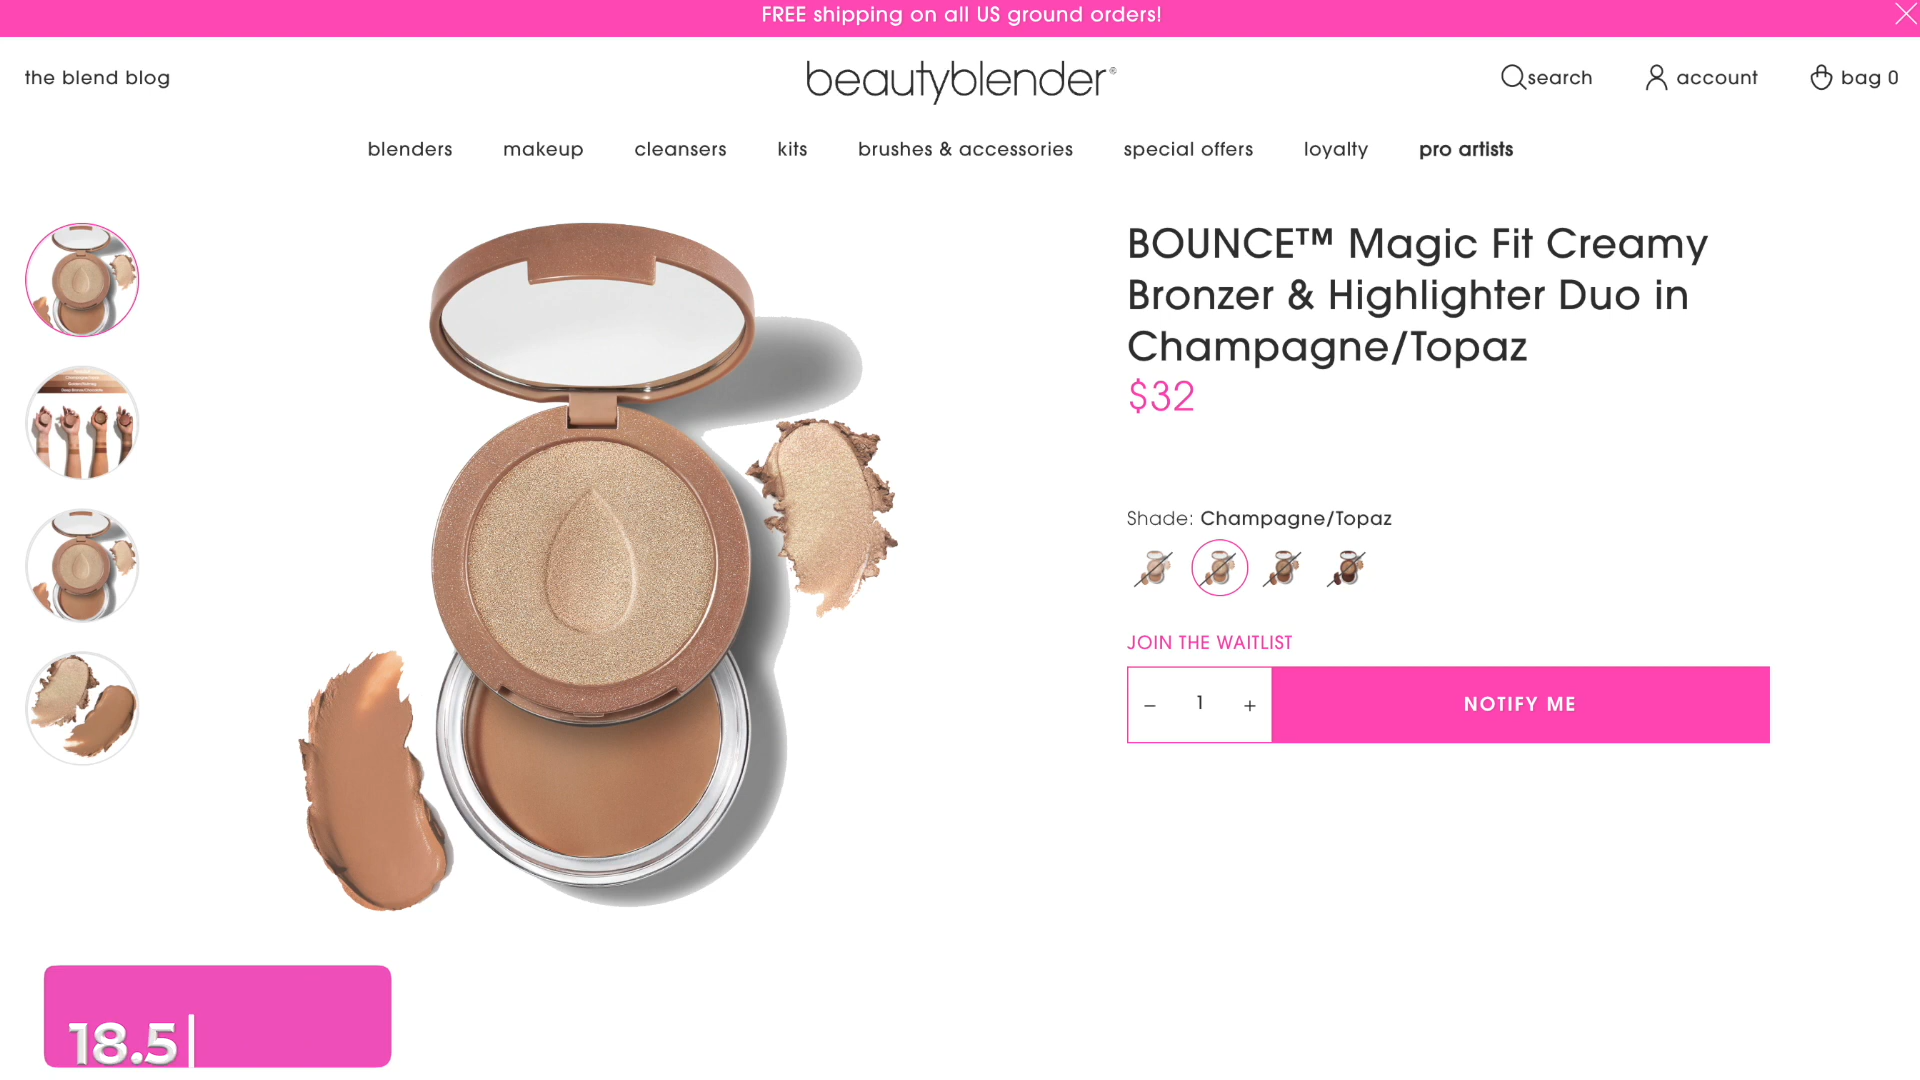 FREE shipping on all US ground orders!
the blend blog
beautyblender®
search
account
bag 0
blenders
makeup
cleansers
kits
brushes & accessories
special offers
loyalty
pro artists
BOUNCE™ Magic Fit Creamy
Bronzer & Highlighter Duo in
Champagne/Topaz
$32
Shade: Champagne/Topaz
JOIN THE WAITLIST
− 1 +
NOTIFY ME
18.5